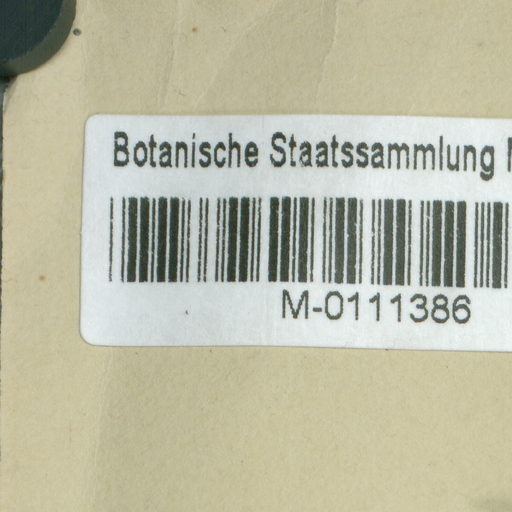 Botanische Staatssammlung
M-0111386